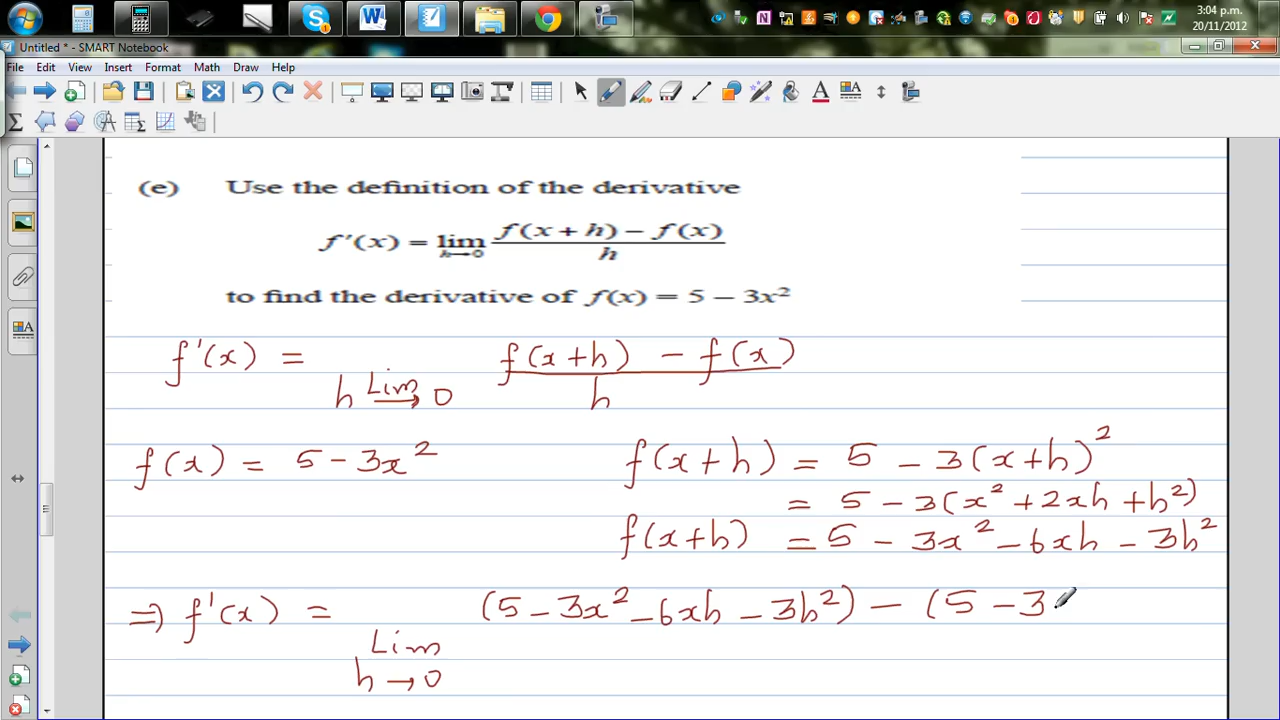 3:04 p.m.
20/11/2012
Untitled * - SMART Notebook
File Edit View Insert Format Math Draw Help
(e) Use the definition of the derivative
f'(x) = lim h→0 f(x + h) − f(x) / h
to find the derivative of f(x) = 5 − 3x²
f'(x) = Lim h→0 f(x+h) − f(x) / h
f(x) = 5 − 3x² f(x+h) = 5 − 3(x+h)²
= 5 − 3(x² + 2xh + h²)
f(x+h) = 5 − 3x² − 6xh − 3h²
⇒ f'(x) = Lim h→0 (5 − 3x² − 6xh − 3h²) − (5 − 3